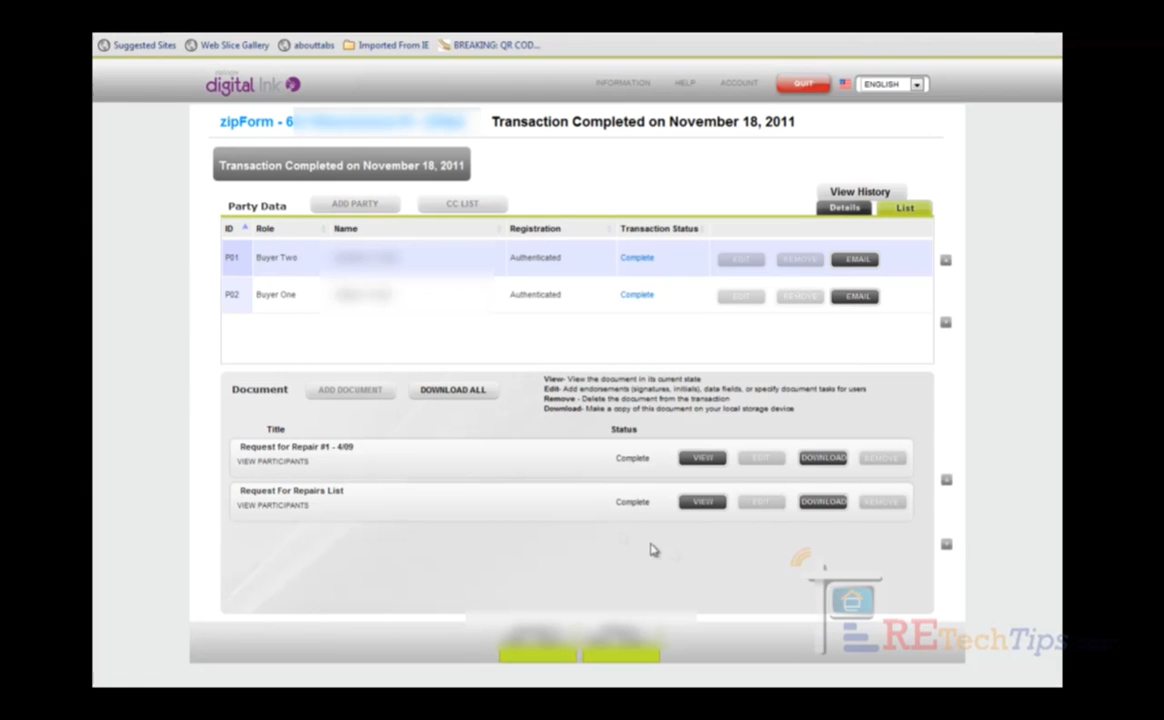 Suggested Sites Web Slice Gallery abouttabs Imported From IE BREAKING: QR COD...
digital ink
INFORMATION HELP ACCOUNT QUIT ENGLISH
zipForm - 6 Transaction Completed on November 18, 2011
Transaction Completed on November 18, 2011
View History
Party Data ADD PARTY CC LIST Details List
ID Role Name Registration Transaction Status
P01 Buyer Two Authenticated Complete EDIT REMOVE EMAIL
P02 Buyer One Authenticated Complete EDIT REMOVE EMAIL
View- View the document in its current state
Document ADD DOCUMENT DOWNLOAD ALL Edit- Add endorsements (signatures, initials), data fields, or specify document tasks for users
Remove - Delete the document from the transaction
Download- Make a copy of this document on your local storage device
Title Status
Request for Repair #1 - 4/09
VIEW PARTICIPANTS Complete VIEW EDIT DOWNLOAD REMOVE
Request For Repairs List
VIEW PARTICIPANTS Complete VIEW EDIT DOWNLOAD REMOVE
RETechTips